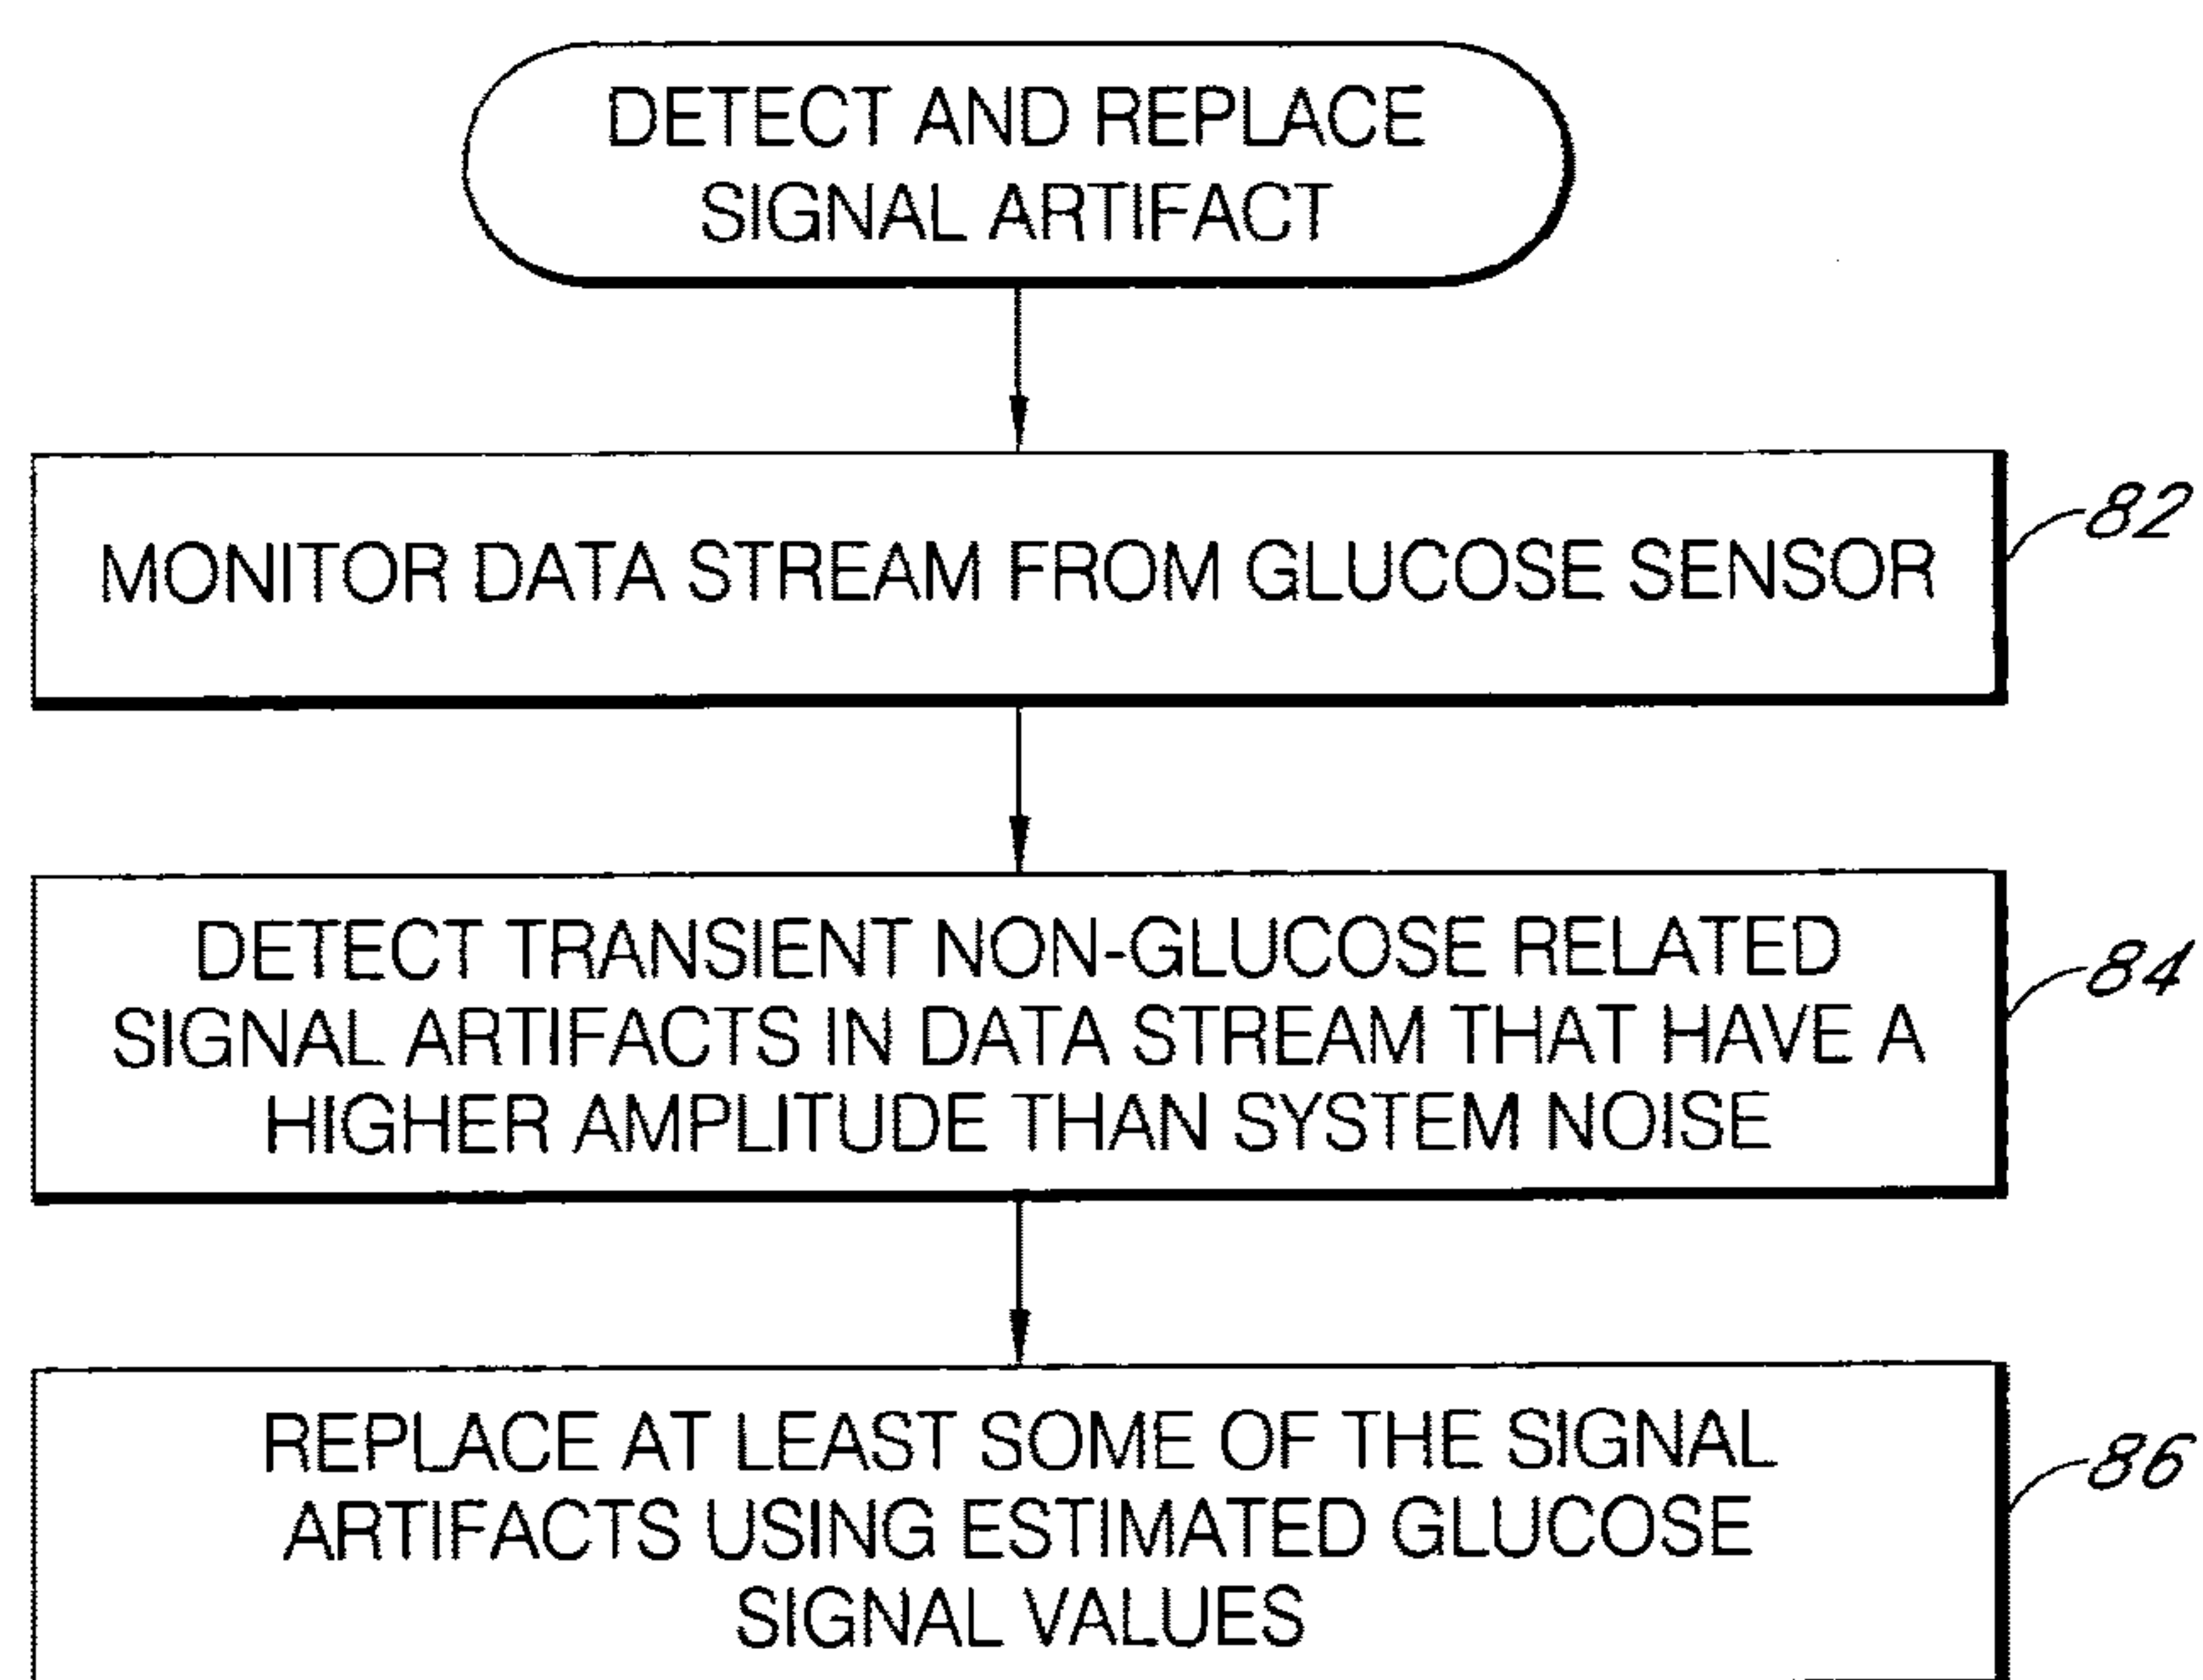 DETECT AND REPLACE
SIGNAL ARTIFACT
MONITOR DATA STREAM FROM GLUCOSE SENSOR
82
DETECT TRANSIENT NON-GLUCOSE RELATED
SIGNAL ARTIFACTS IN DATA STREAM THAT HAVE A
HIGHER AMPLITUDE THAN SYSTEM NOISE
84
REPLACE AT LEAST SOME OF THE SIGNAL
ARTIFACTS USING ESTIMATED GLUCOSE
SIGNAL VALUES
86